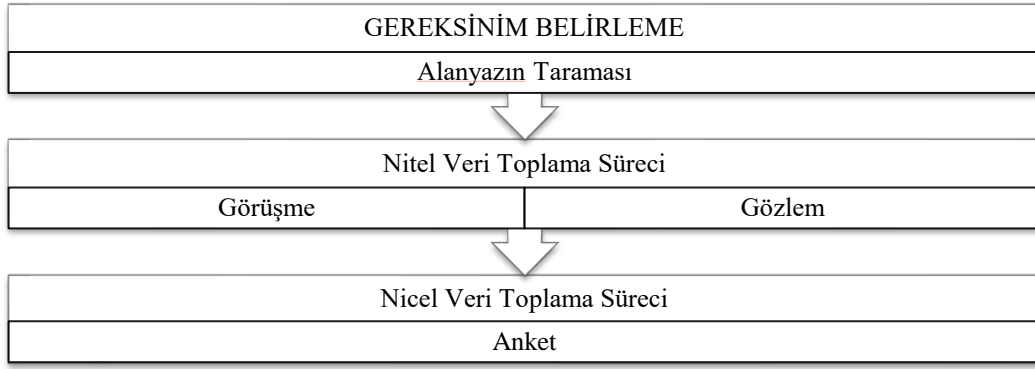 GEREKSİNİM BELİRLEME
Alanyazın Taraması
Nitel Veri Toplama Süreci
Görüşme
Gözlem
Nicel Veri Toplama Süreci
Anket